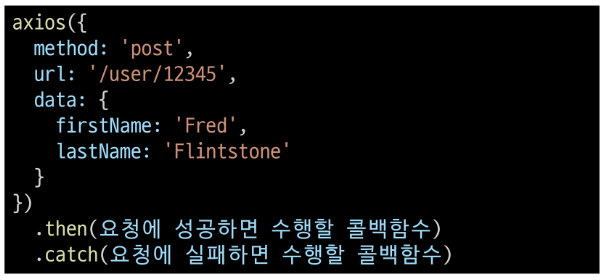 axios({
  method: 'post',
  url: '/user/12345',
  data: {
    firstName: 'Fred',
    lastName: 'Flintstone'
  }
})
  .then(요청에 성공하면 수행할 콜백함수)
  .catch(요청에 실패하면 수행할 콜백함수)